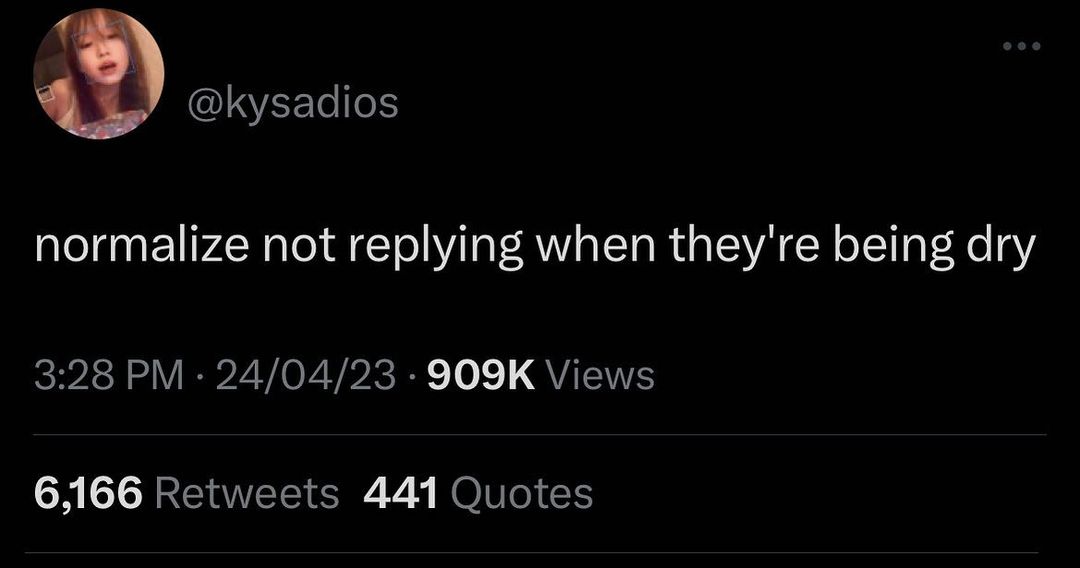 @kysadios
normalize not replying when they're being dry
3:28 PM · 24/04/23 · 909K Views
6,166 Retweets 441 Quotes